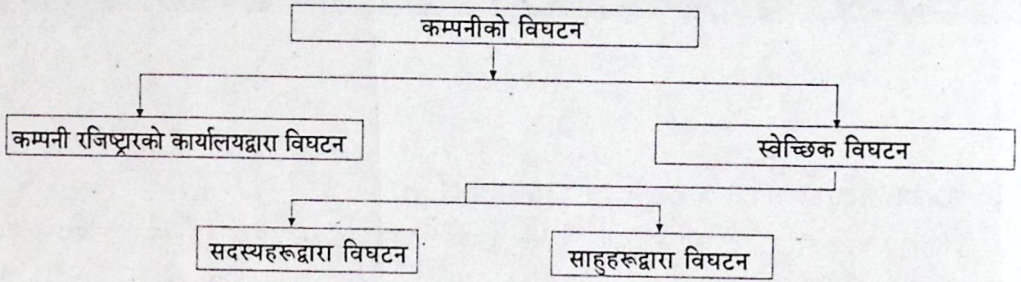 कम्पनीको विघटन
कम्पनी रजिष्ट्रारको कार्यालयद्वारा विघटन
स्वेच्छिक विघटन
सदस्यहरूद्वारा विघटन
साहुहरूद्वारा विघटन